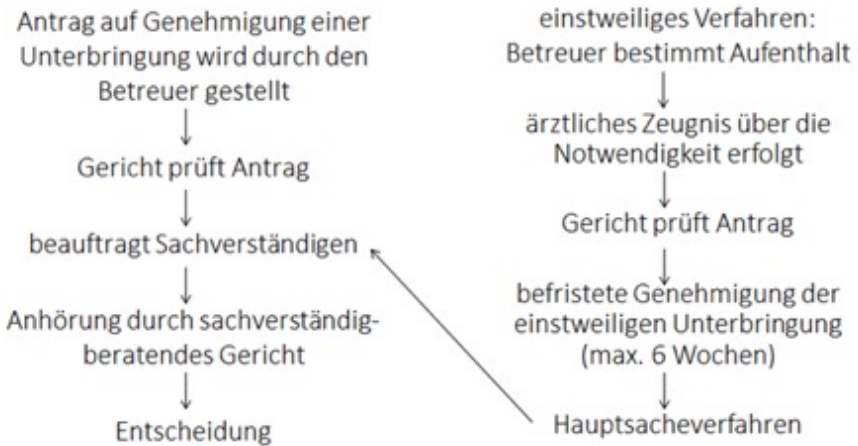 Antrag auf Genehmigung einer
Unterbringung wird durch den
Betreuer gestellt
Gericht prüft Antrag
beauftragt Sachverständigen
Anhörung durch sachverständig-
beratendes Gericht
Entscheidung
einstweiliges Verfahren:
Betreuer bestimmt Aufenthalt
ärztliches Zeugnis über die
Notwendigkeit erfolgt
Gericht prüft Antrag
befristete Genehmigung der
einstweiligen Unterbringung
(max. 6 Wochen)
Hauptsacheverfahren